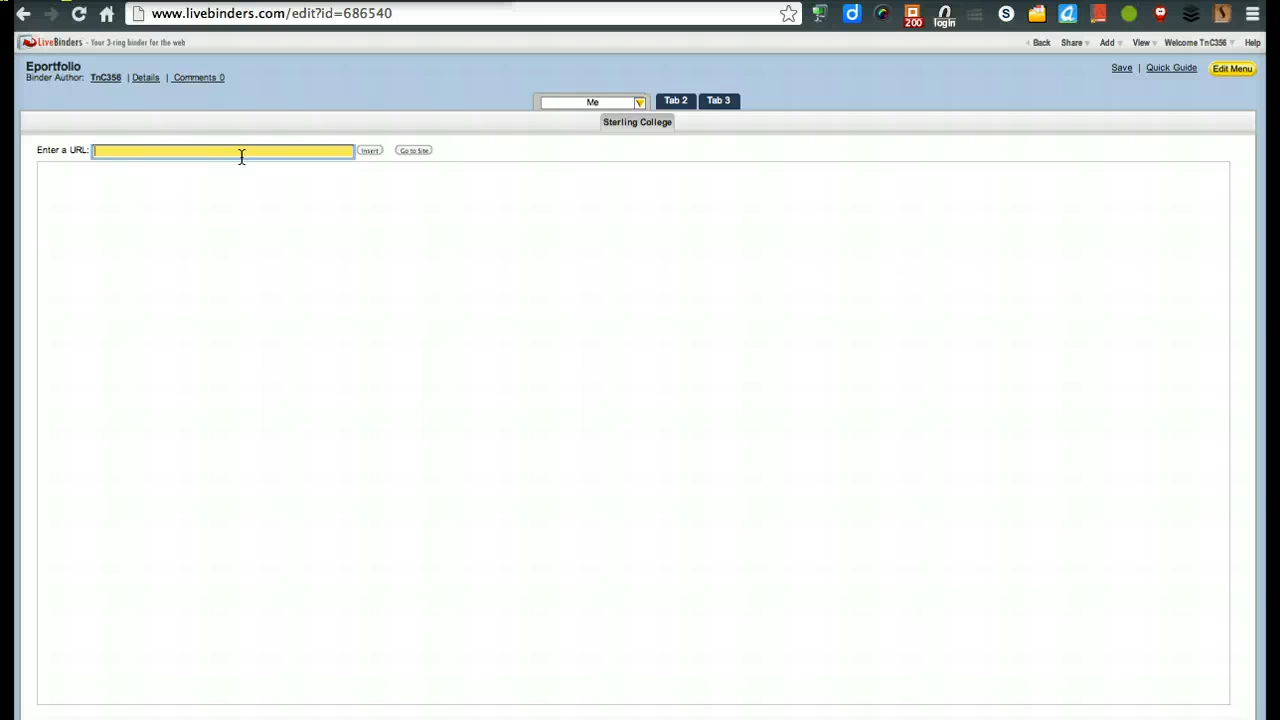 www.livebinders.com/edit?id=686540
200
login
LiveBinders - Your 3-ring binder for the web
Back Share Add View Welcome TnC356 Help
Eportfolio
Binder Author: TnC356 | Details | Comments 0
Save | Quick Guide Edit Menu
Me Tab 2 Tab 3
Sterling College
Enter a URL: Insert Go to Site